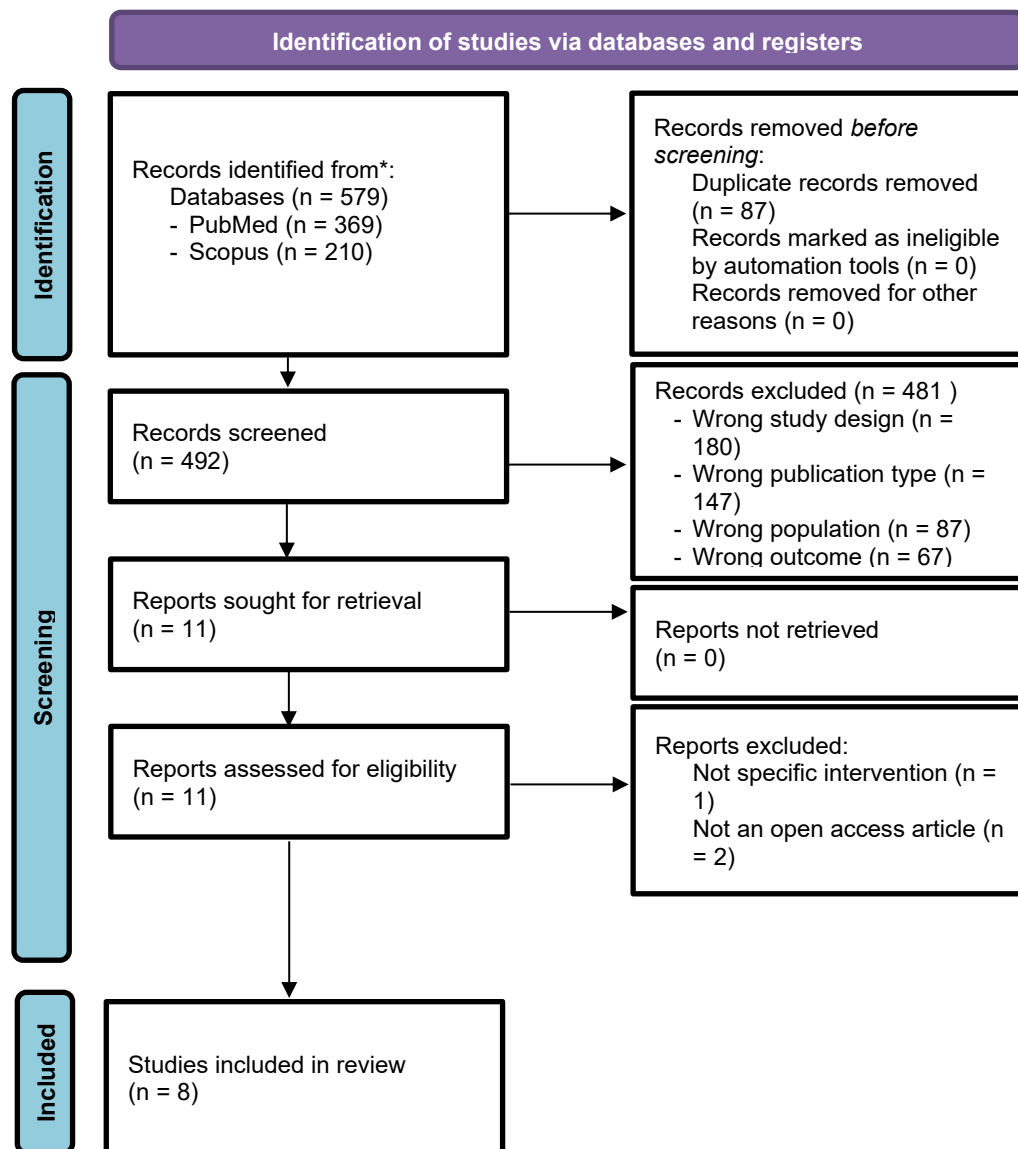 Identification of studies via databases and registers
Identification
Records identified from*:
Databases (n = 579)
- PubMed (n = 369)
- Scopus (n = 210)
Records removed before
screening:
Duplicate records removed
(n = 87)
Records marked as ineligible
by automation tools (n = 0)
Records removed for other
reasons (n = 0)
Screening
Records screened
(n = 492)
Records excluded (n = 481 )
- Wrong study design (n =
180)
- Wrong publication type (n =
147)
- Wrong population (n = 87)
- Wrong outcome (n = 67)
Reports sought for retrieval
(n = 11)
Reports not retrieved
(n = 0)
Reports assessed for eligibility
(n = 11)
Reports excluded:
Not specific intervention (n =
1)
Not an open access article (n
= 2)
Included
Studies included in review
(n = 8)